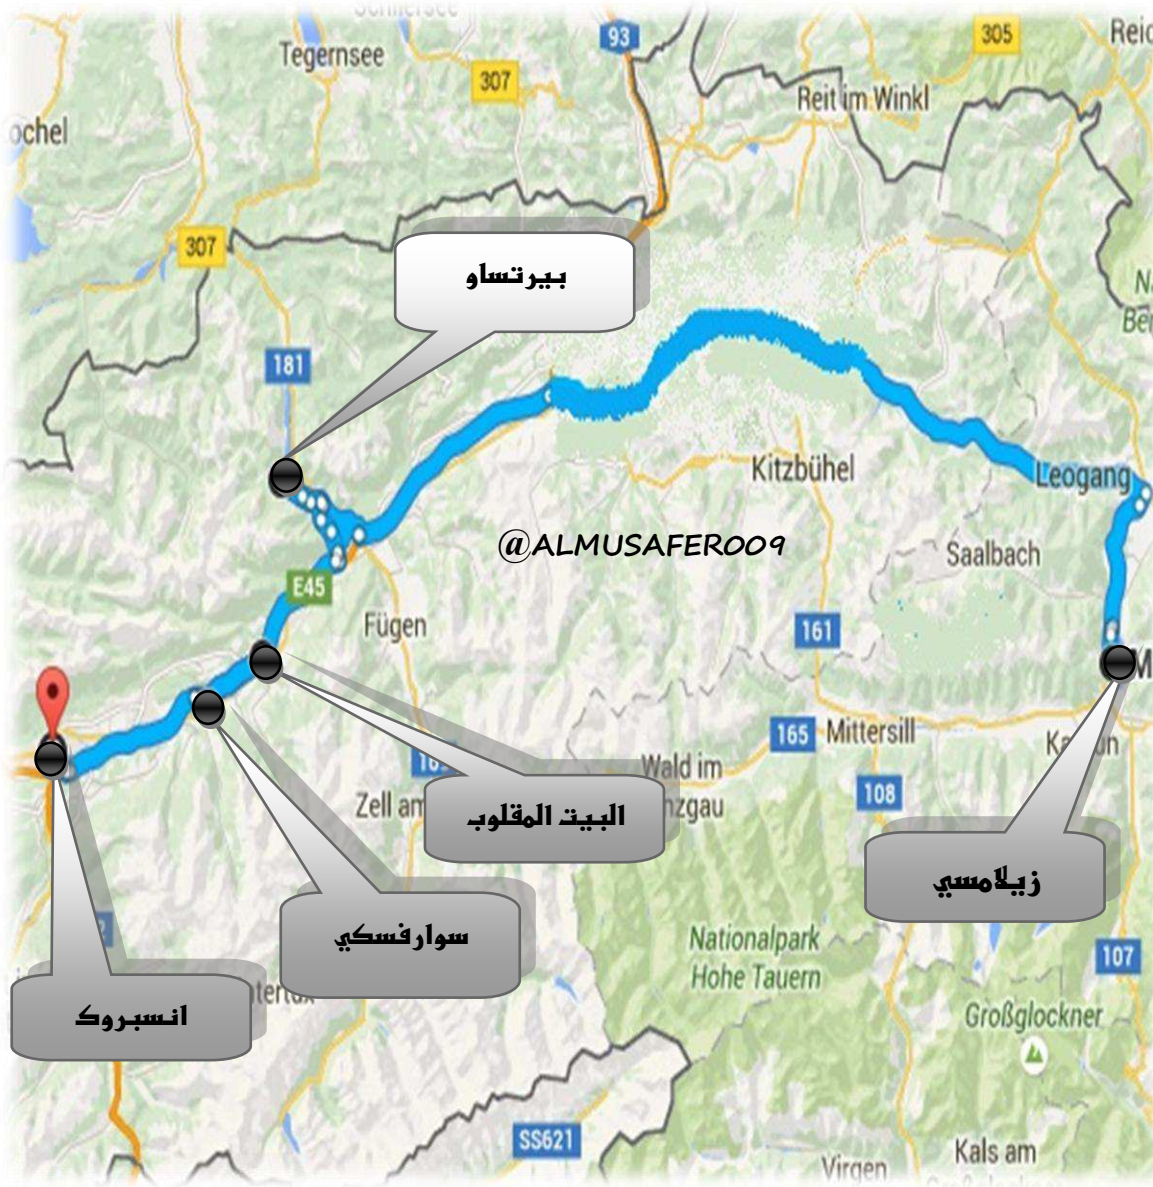 Tegernsee
93
305
307
Reit im Winkl
ochel
307
بيرتساو
181
Kitzbühel
Leogang
@ALMUSAFER009
Saalbach
E45
Fügen
161
165
Mittersill
Wald im
108
Zell am
nzgau
البيت المقلوب
زيلامسي
سوارفسكي
Nationalpark
Hohe Tauern
107
انسبروك
Großglockner
SS621
Kals am
Virgen